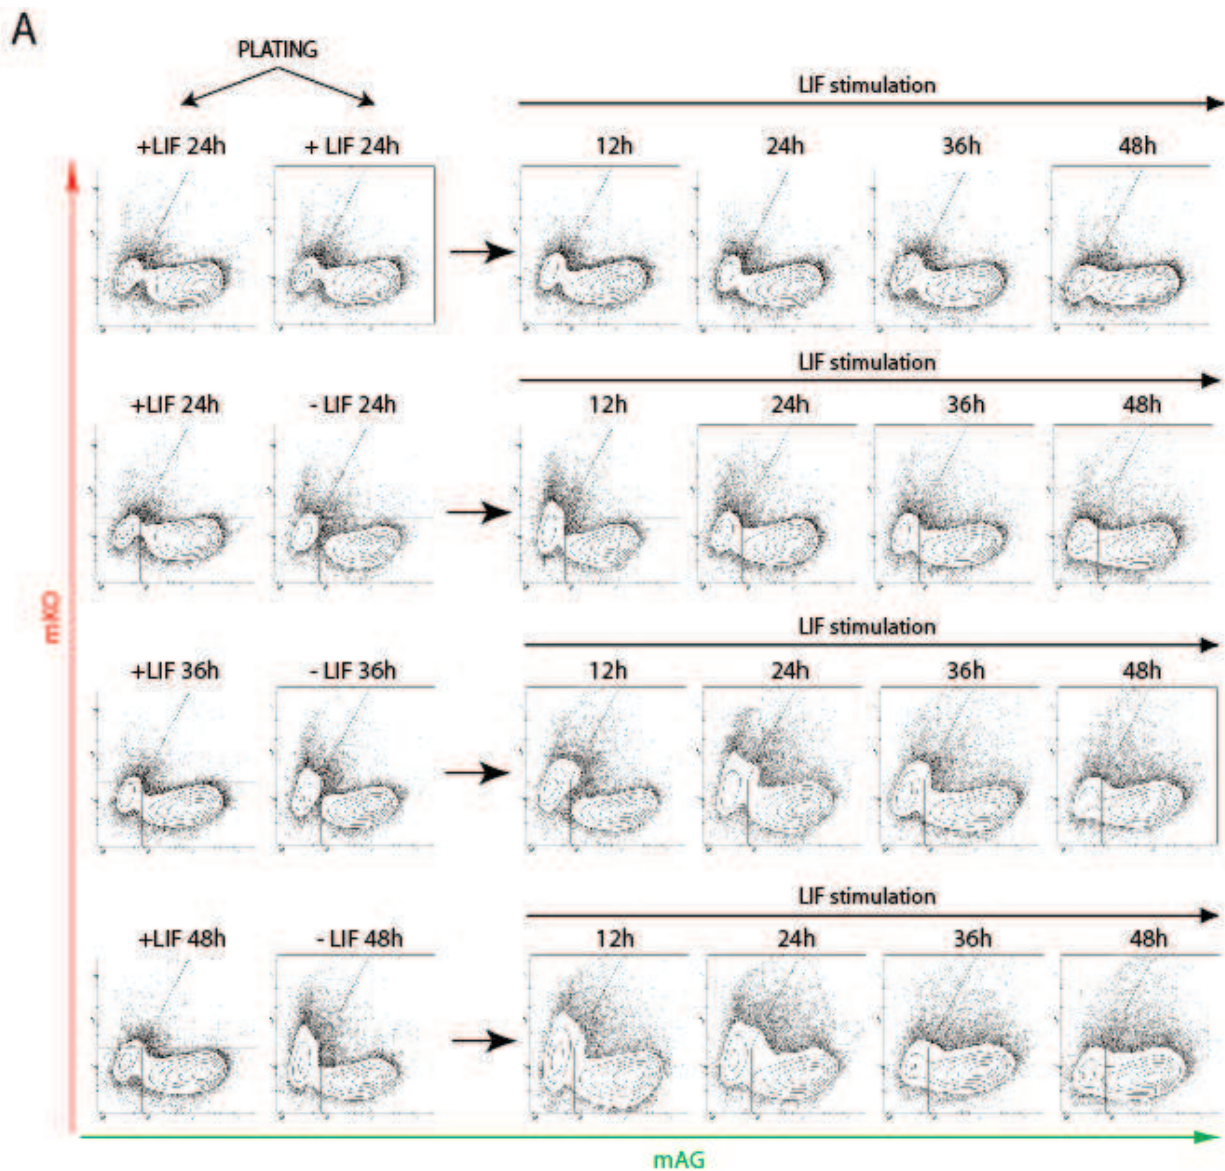 A
PLATING
LIF stimulation
+LIF 24h
+ LIF 24h
12h
24h
36h
48h
LIF stimulation
+LIF 24h
- LIF 24h
12h
24h
36h
48h
LIF stimulation
+LIF 36h
- LIF 36h
12h
24h
36h
48h
LIF stimulation
+LIF 48h
- LIF 48h
12h
24h
36h
48h
mKO
mAG